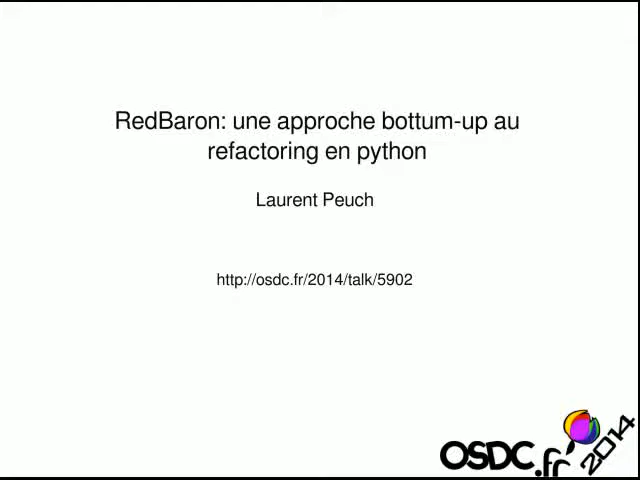 RedBaron: une approche bottum-up au
refactoring en python
Laurent Peuch
http://osdc.fr/2014/talk/5902
OSDC.fr 2014